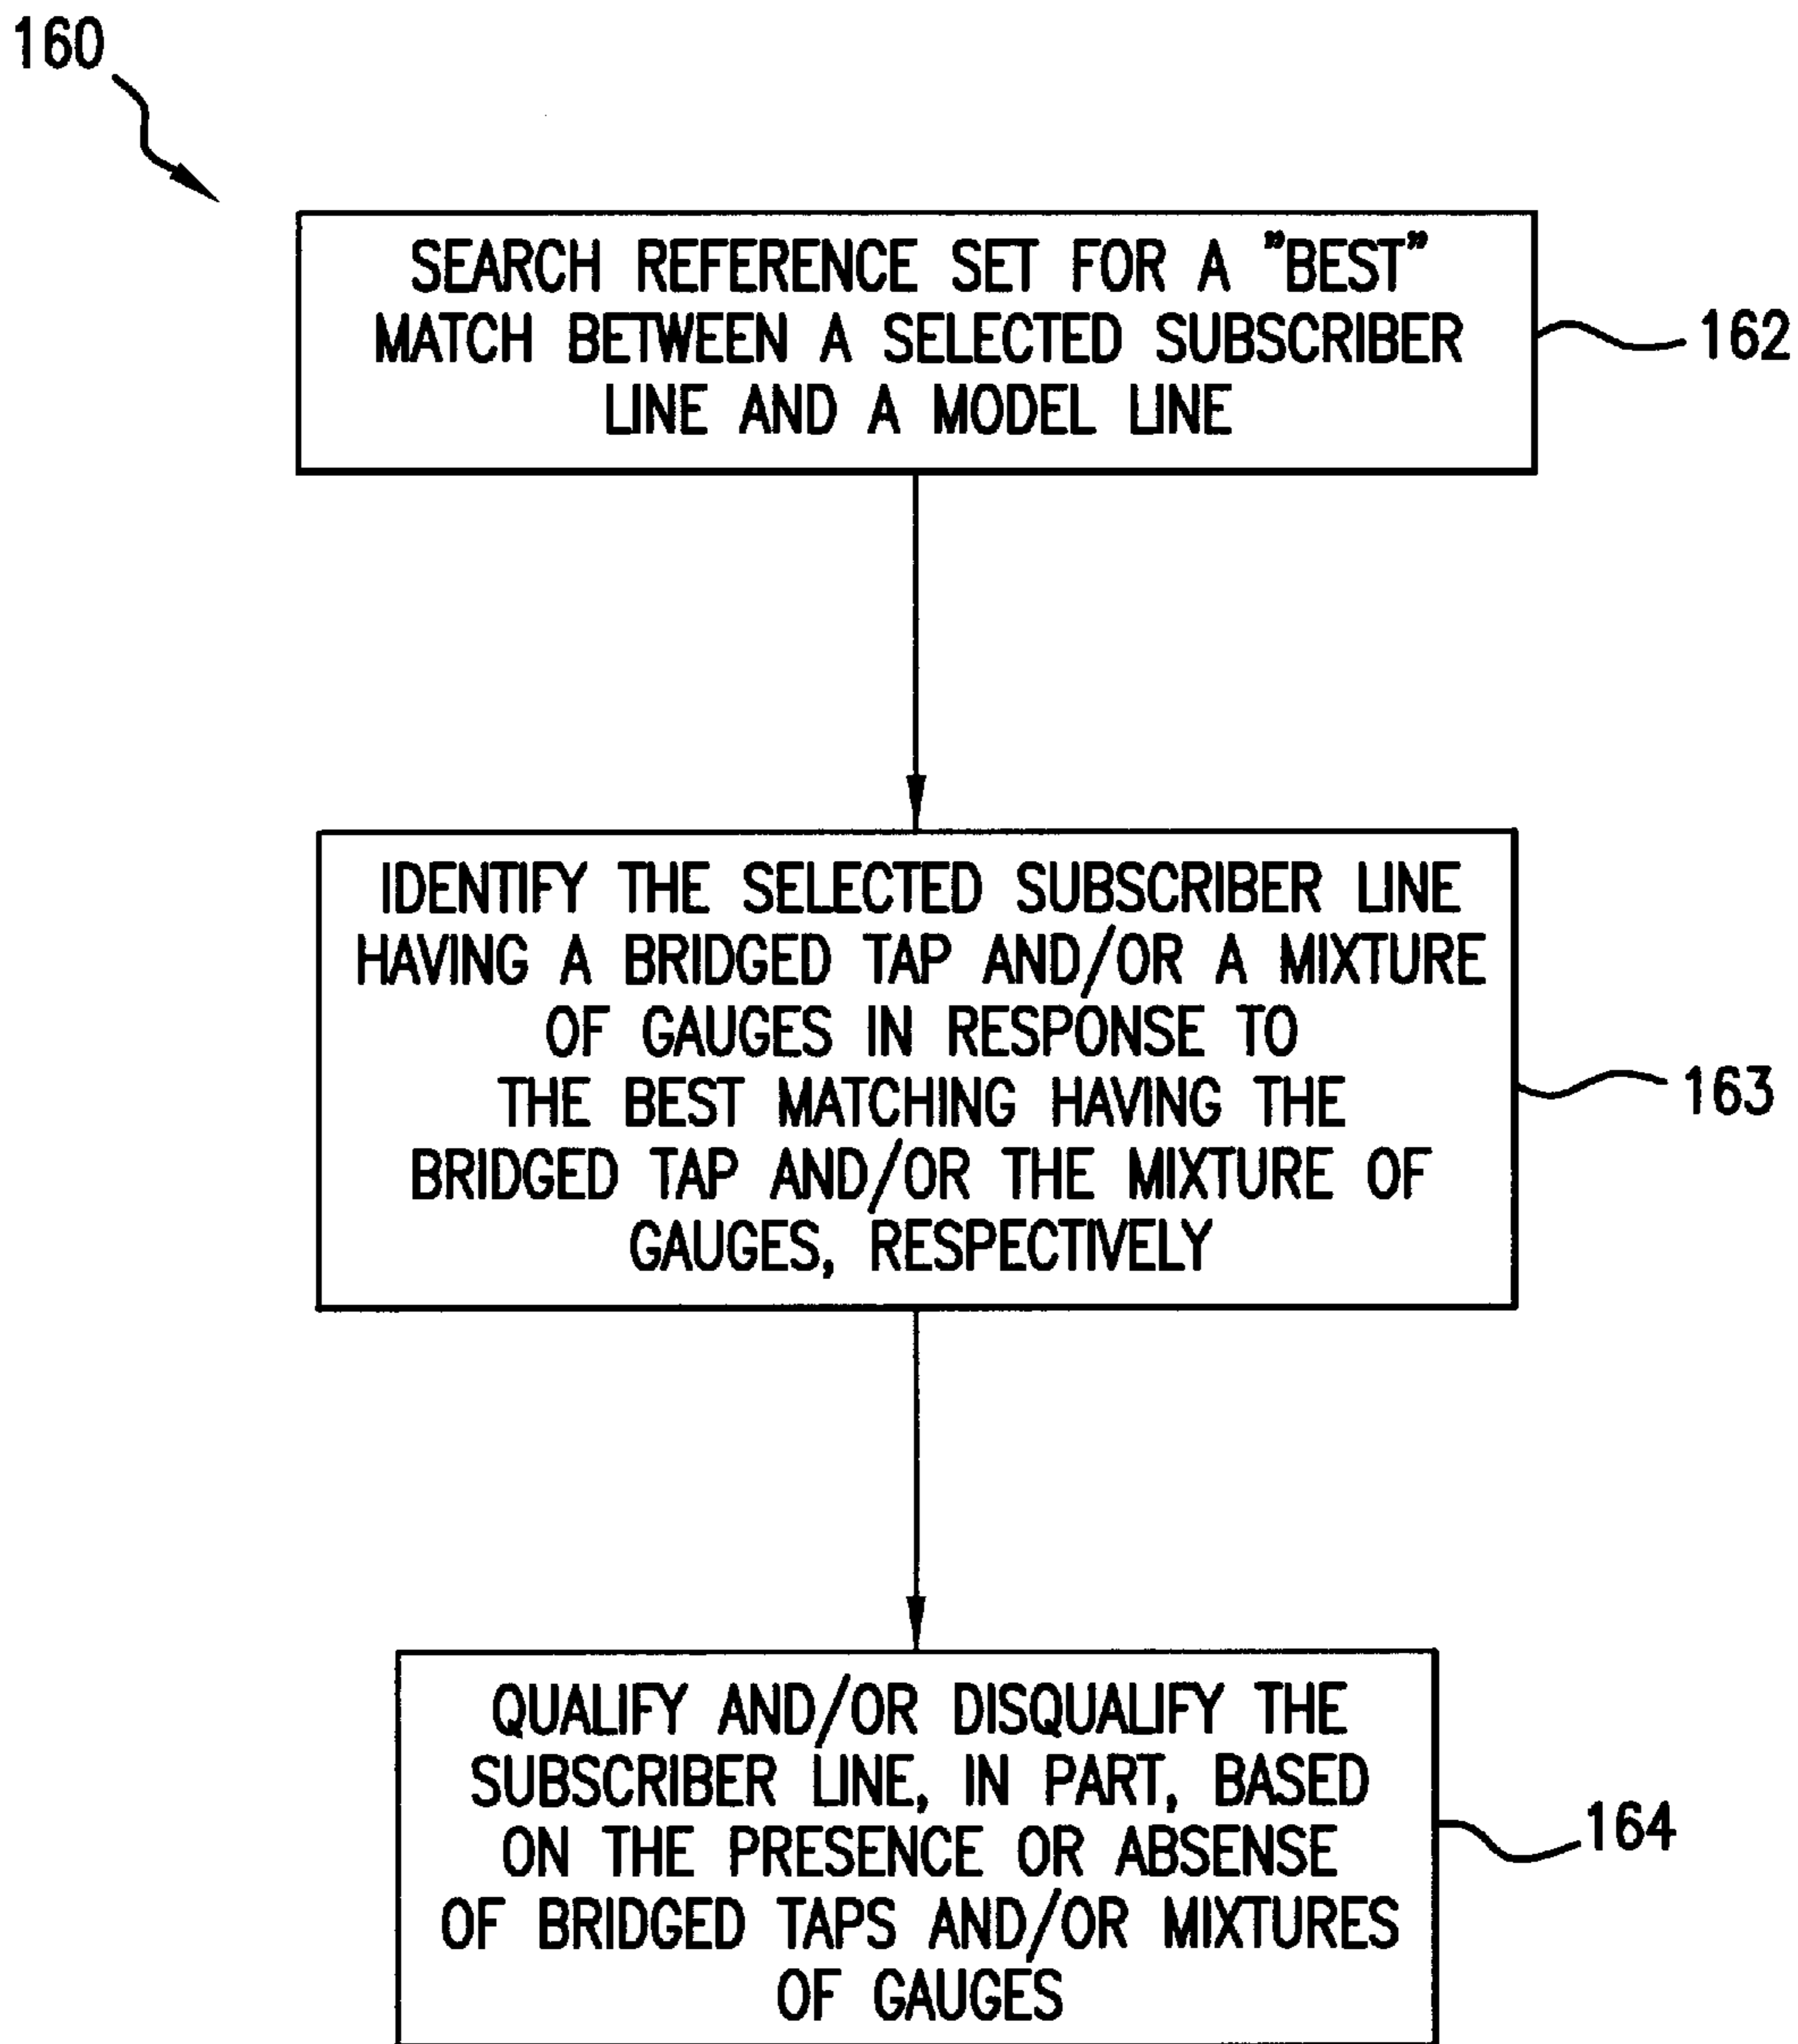 160
SEARCH REFERENCE SET FOR A "BEST"
MATCH BETWEEN A SELECTED SUBSCRIBER
LINE AND A MODEL LINE
162
IDENTIFY THE SELECTED SUBSCRIBER LINE
HAVING A BRIDGED TAP AND/OR A MIXTURE
OF GAUGES IN RESPONSE TO
THE BEST MATCHING HAVING THE
BRIDGED TAP AND/OR THE MIXTURE OF
GAUGES, RESPECTIVELY
163
QUALIFY AND/OR DISQUALIFY THE
SUBSCRIBER LINE, IN PART, BASED
ON THE PRESENCE OR ABSENSE
OF BRIDGED TAPS AND/OR MIXTURES
OF GAUGES
164